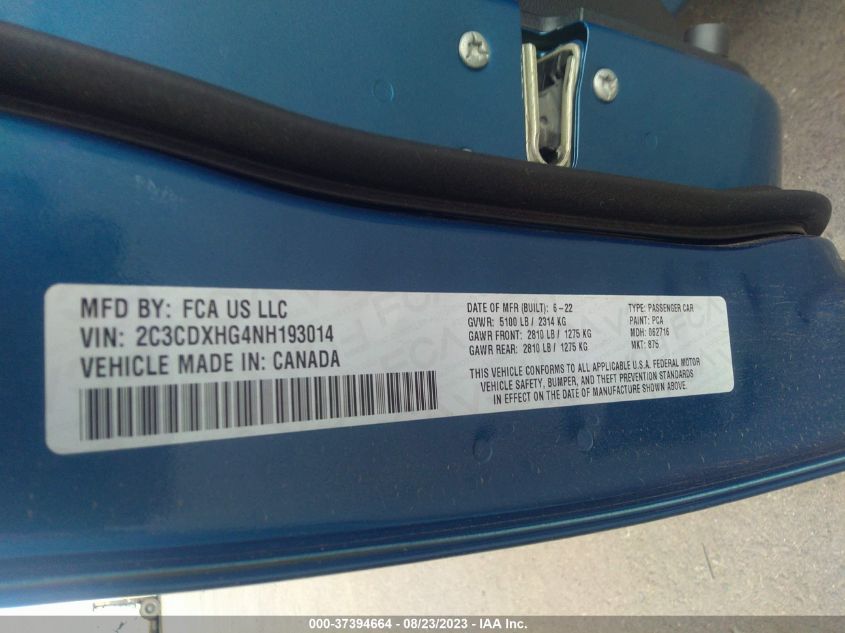 MFD BY: FCA US LLC
VIN: 2C3CDXHG4NH193014
VEHICLE MADE IN: CANADA
DATE OF MFR (BUILT): 6-22
GVWR: 5100 LB / 2314 KG
GAWR FRONT: 2810 LB / 1275 KG
GAWR REAR: 2810 LB / 1275 KG
TYPE: PASSENGER CAR
PAINT: PCA
MDH: 062716
MKT: 875
THIS VEHICLE CONFORMS TO ALL APPLICABLE U.S.A. FEDERAL MOTOR
VEHICLE SAFETY, BUMPER, AND THEFT PREVENTION STANDARDS
IN EFFECT ON THE DATE OF MANUFACTURE SHOWN ABOVE.
000-37394664 - 08/23/2023 - IAA Inc.